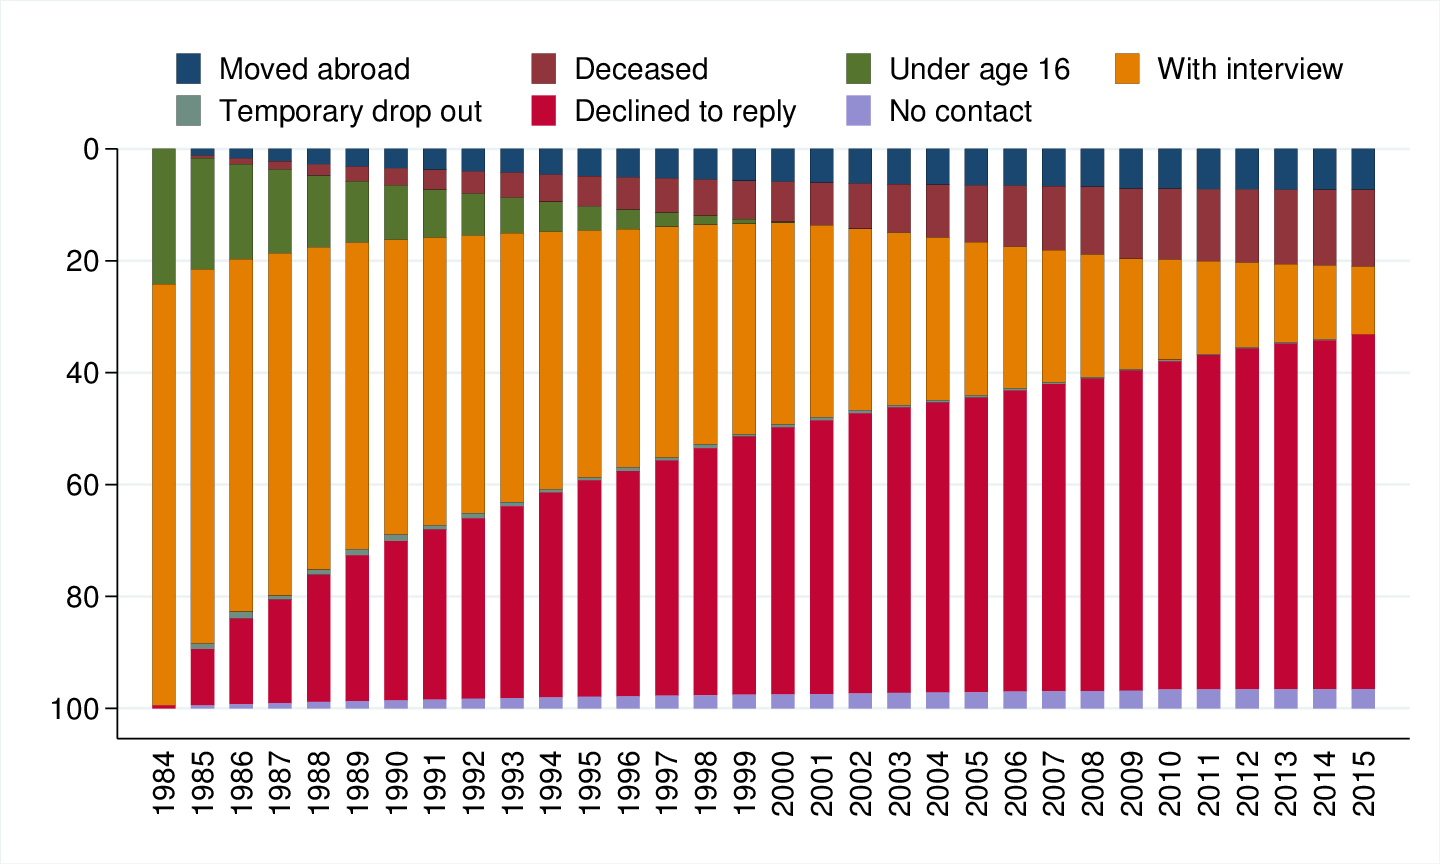 Moved abroad Deceased Under age 16 With interview
Temporary drop out Declined to reply No contact
0
20
40
60
80
100
1984 1985 1986 1987 1988 1989 1990 1991 1992 1993 1994 1995 1996 1997 1998 1999 2000 2001 2002 2003 2004 2005 2006 2007 2008 2009 2010 2011 2012 2013 2014 2015